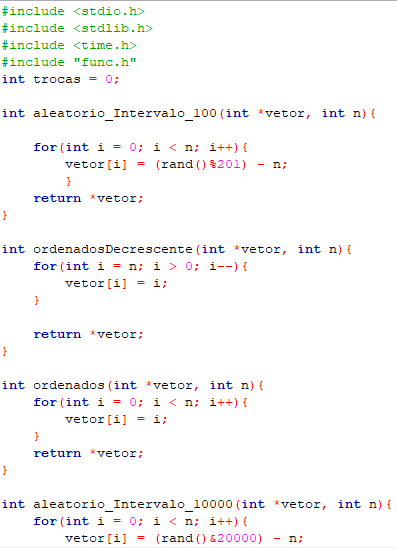 #include <stdio.h>
#include <stdlib.h>
#include <time.h>
#include "func.h"
int trocas = 0;
int aleatorio_Intervalo_100(int *vetor, int n){
for(int i = 0; i < n; i++){
vetor[i] = (rand()%201) - n;
}
return *vetor;
}
int ordenadosDecrescente(int *vetor, int n){
for(int i = n; i > 0; i--){
vetor[i] = i;
}
return *vetor;
}
int ordenados(int *vetor, int n){
for(int i = 0; i < n; i++){
vetor[i] = i;
}
return *vetor;
}
int aleatorio_Intervalo_10000(int *vetor, int n){
for(int i = 0; i < n; i++){
vetor[i] = (rand()&20000) - n;